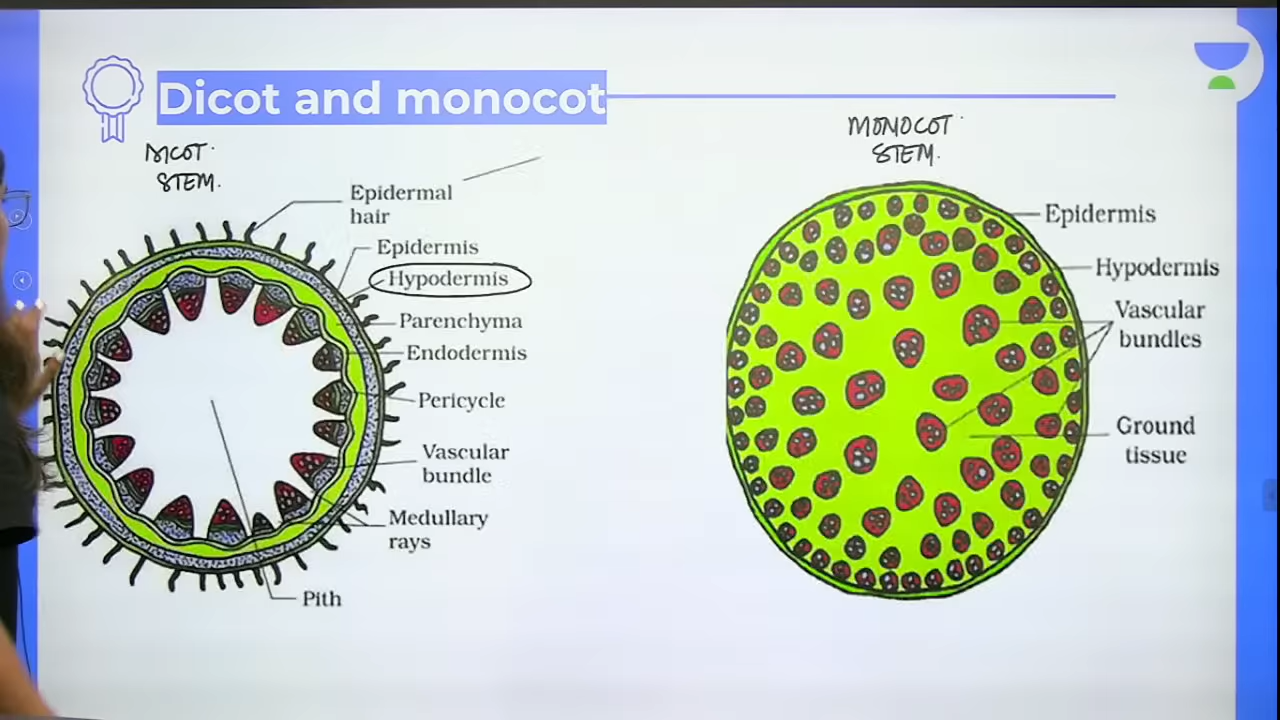 Dicot and monocot
DICOT
STEM.
Epidermal
hair
Epidermis
Hypodermis
Parenchyma
Endodermis
Pericycle
Vascular
bundle
Medullary
rays
Pith
MONOCOT
STEM.
Epidermis
Hypodermis
Vascular
bundles
Ground
tissue